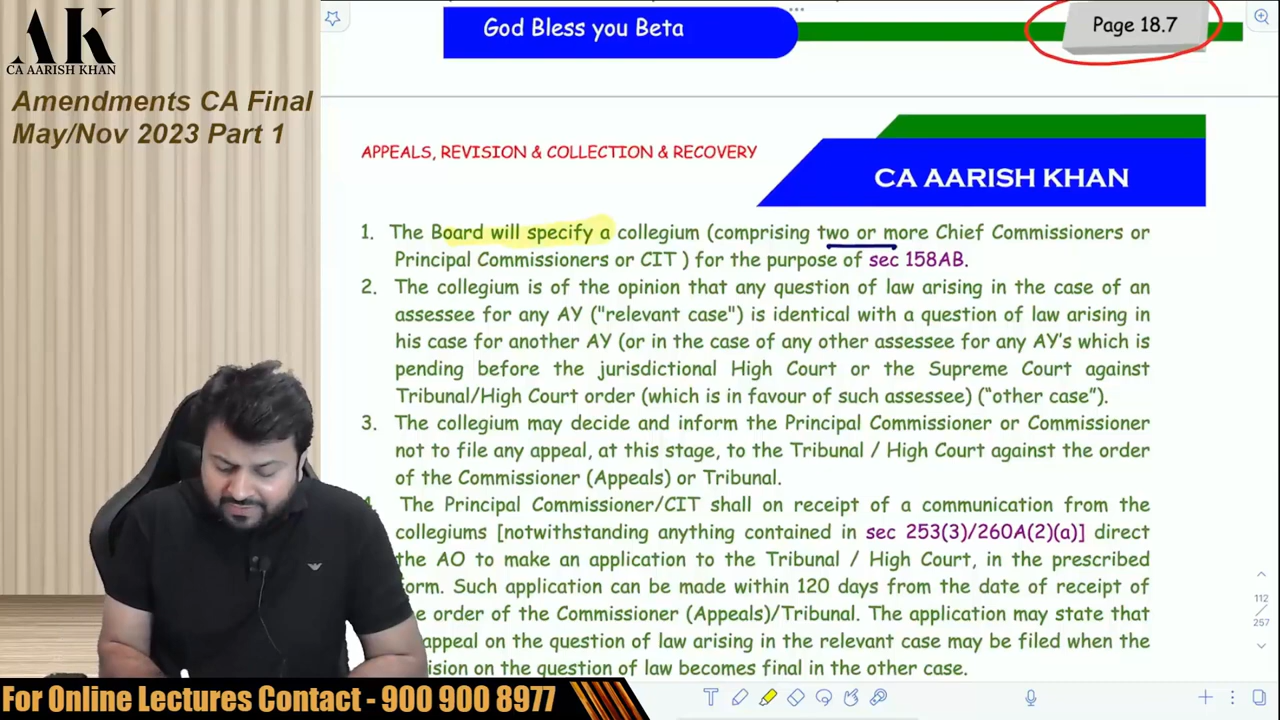 AK
CA AARISH KHAN
Amendments CA Final
May/Nov 2023 Part 1
God Bless you Beta
Page 18.7
APPEALS, REVISION & COLLECTION & RECOVERY
CA AARISH KHAN
1. The Board will specify a collegium (comprising two or more Chief Commissioners or
Principal Commissioners or CIT ) for the purpose of sec 158AB.
2. The collegium is of the opinion that any question of law arising in the case of an
assessee for any AY ("relevant case") is identical with a question of law arising in
his case for another AY (or in the case of any other assessee for any AY's which is
pending before the jurisdictional High Court or the Supreme Court against
Tribunal/High Court order (which is in favour of such assessee) ("other case").
3. The collegium may decide and inform the Principal Commissioner or Commissioner
not to file any appeal, at this stage, to the Tribunal / High Court against the order
of the Commissioner (Appeals) or Tribunal.
The Principal Commissioner/CIT shall on receipt of a communication from the
collegiums [notwithstanding anything contained in sec 253(3)/260A(2)(a)] direct
the AO to make an application to the Tribunal / High Court, in the prescribed
form. Such application can be made within 120 days from the date of receipt of
order of the Commissioner (Appeals)/Tribunal. The application may state that
appeal on the question of law arising in the relevant case may be filed when the
on the question of law becomes final in the other case.
112
257
For Online Lectures Contact - 900 900 8977